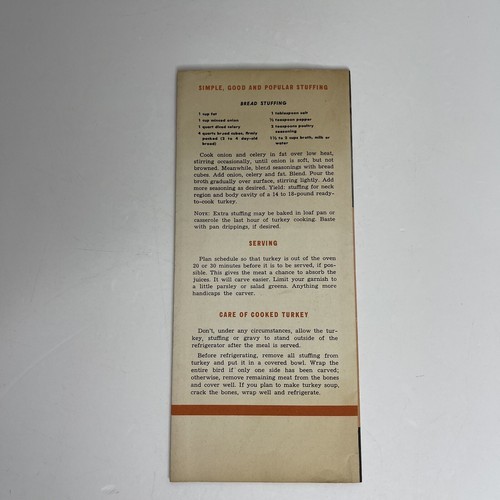 SIMPLE, GOOD AND POPULAR STUFFING
BREAD STUFFING
1 cup fat
1 cup minced onion
1 quart diced celery
4 quarts bread cubes, firmly
packed (2 to 4 day-old
bread)
1 tablespoon salt
½ teaspoon pepper
2 teaspoons poultry
seasoning
1½ to 2 cups broth, milk or
water
Cook onion and celery in fat over low heat,
stirring occasionally, until onion is soft, but not
browned. Meanwhile, blend seasonings with bread
cubes. Add onion, celery and fat. Blend. Pour the
broth gradually over surface, stirring lightly. Add
more seasoning as desired. Yield: stuffing for neck
region and body cavity of a 14 to 18-pound ready-
to-cook turkey.
NOTE: Extra stuffing may be baked in loaf pan or
casserole the last hour of turkey cooking. Baste
with pan drippings, if desired.
SERVING
Plan schedule so that turkey is out of the oven
20 or 30 minutes before it is to be served, if pos-
sible. This gives the meat a chance to absorb the
juices. It will carve easier. Limit your garnish to
a little parsley or salad greens. Anything more
handicaps the carver.
CARE OF COOKED TURKEY
Don't, under any circumstances, allow the tur-
key, stuffing or gravy to stand outside of the
refrigerator after the meal is served.
Before refrigerating, remove all stuffing from
turkey and put it in a covered bowl. Wrap the
entire bird if only one side has been carved;
otherwise, remove remaining meat from the bones
and cover well. If you plan to make turkey soup,
crack the bones, wrap well and refrigerate.